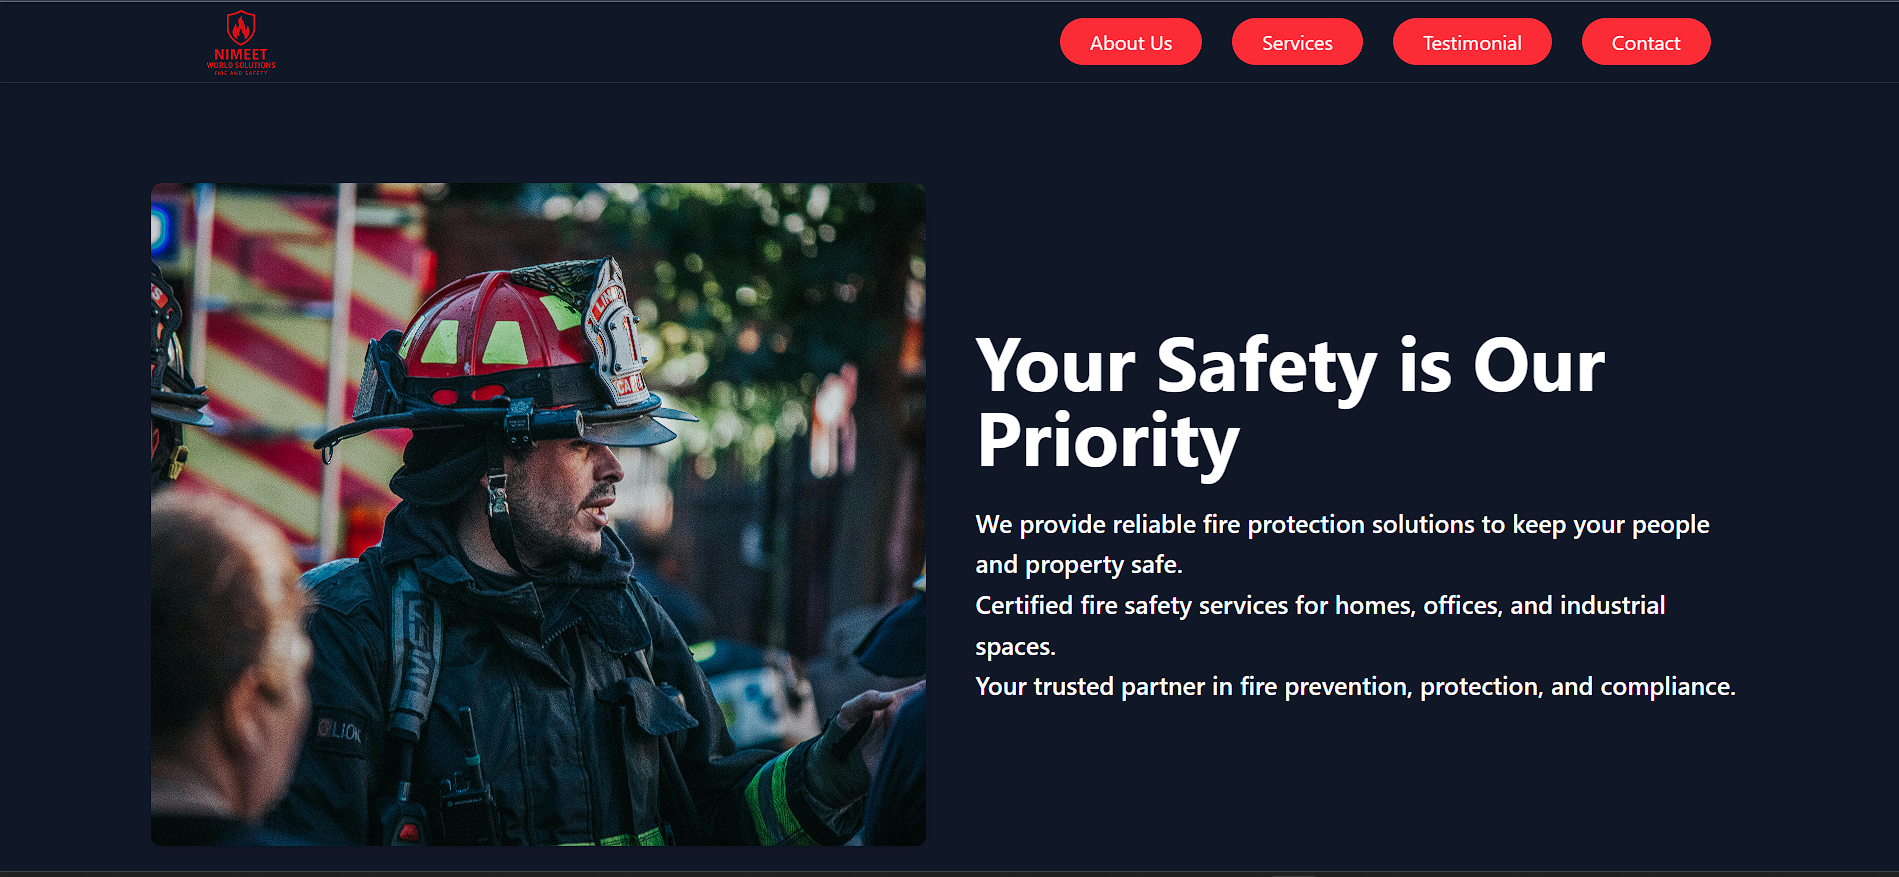 NIMEET
WORLD SOLUTIONS
FIRE AND SAFETY
About Us
Services
Testimonial
Contact
Your Safety is Our
Priority
We provide reliable fire protection solutions to keep your people
and property safe.
Certified fire safety services for homes, offices, and industrial
spaces.
Your trusted partner in fire prevention, protection, and compliance.
1
LION